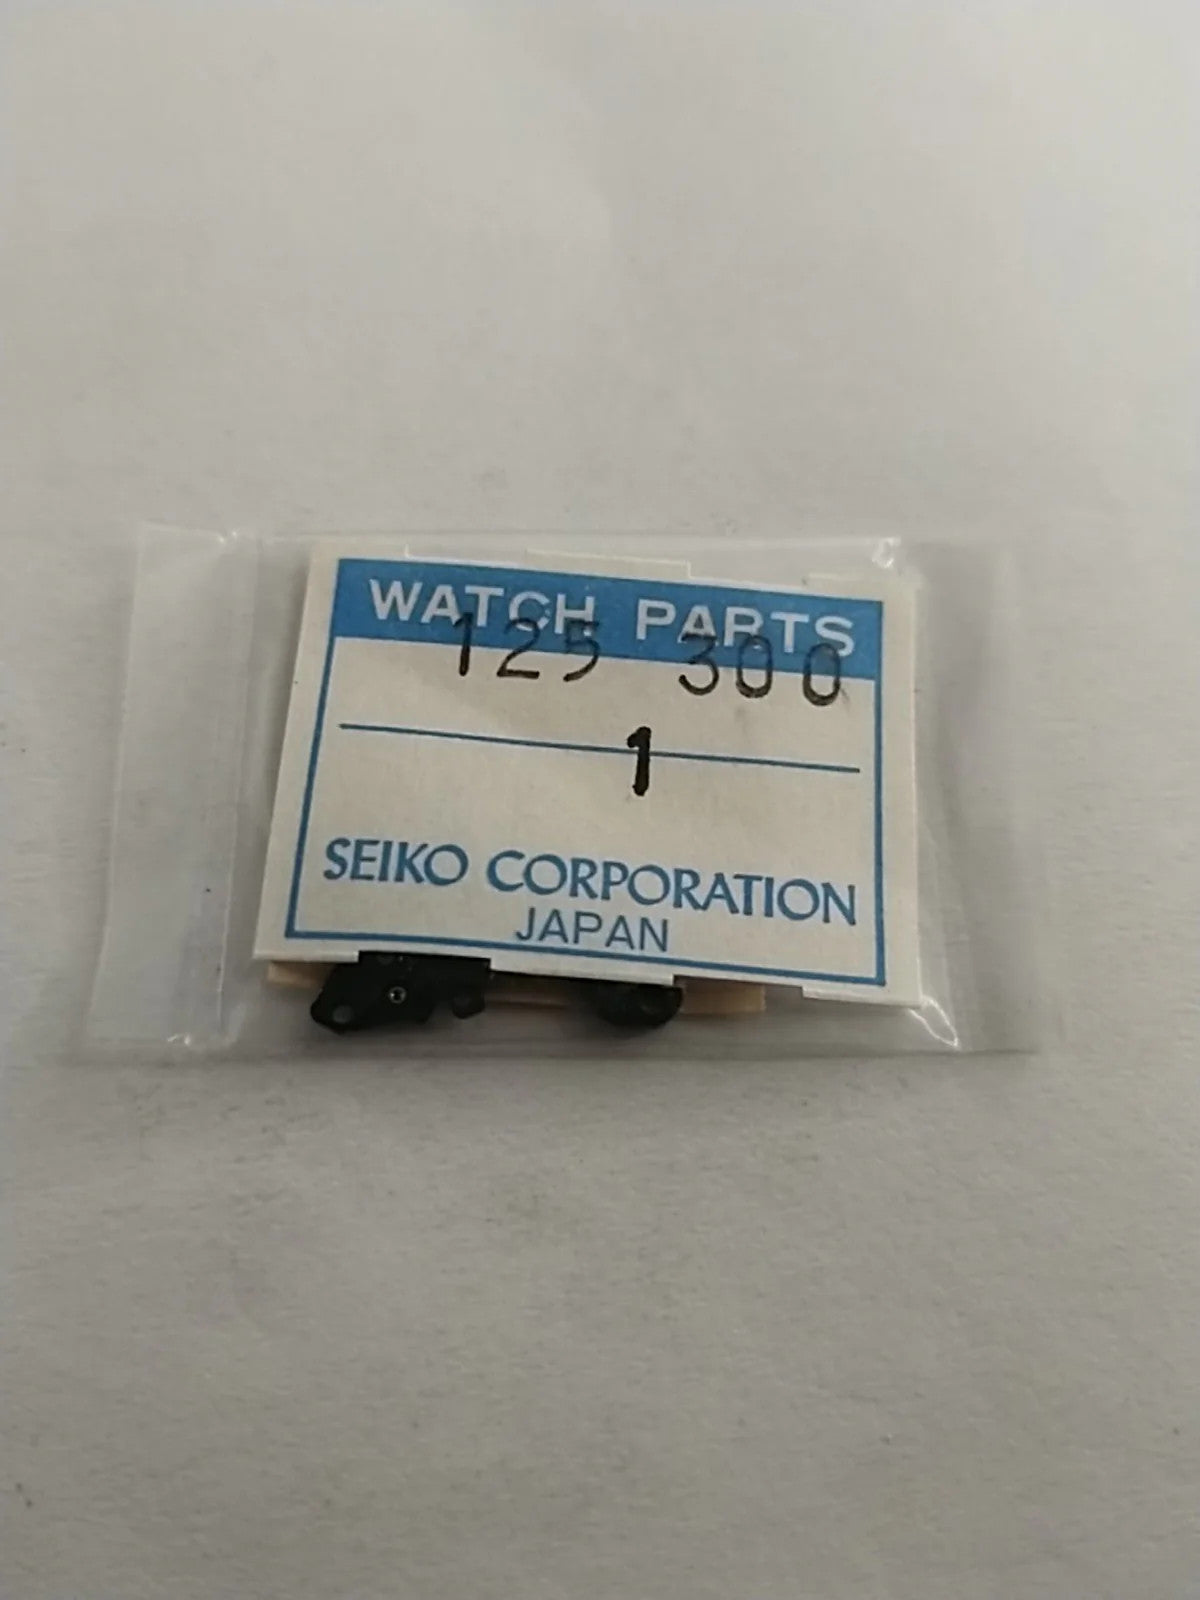 WATCH PARTS
125 300
1
SEIKO CORPORATION
JAPAN